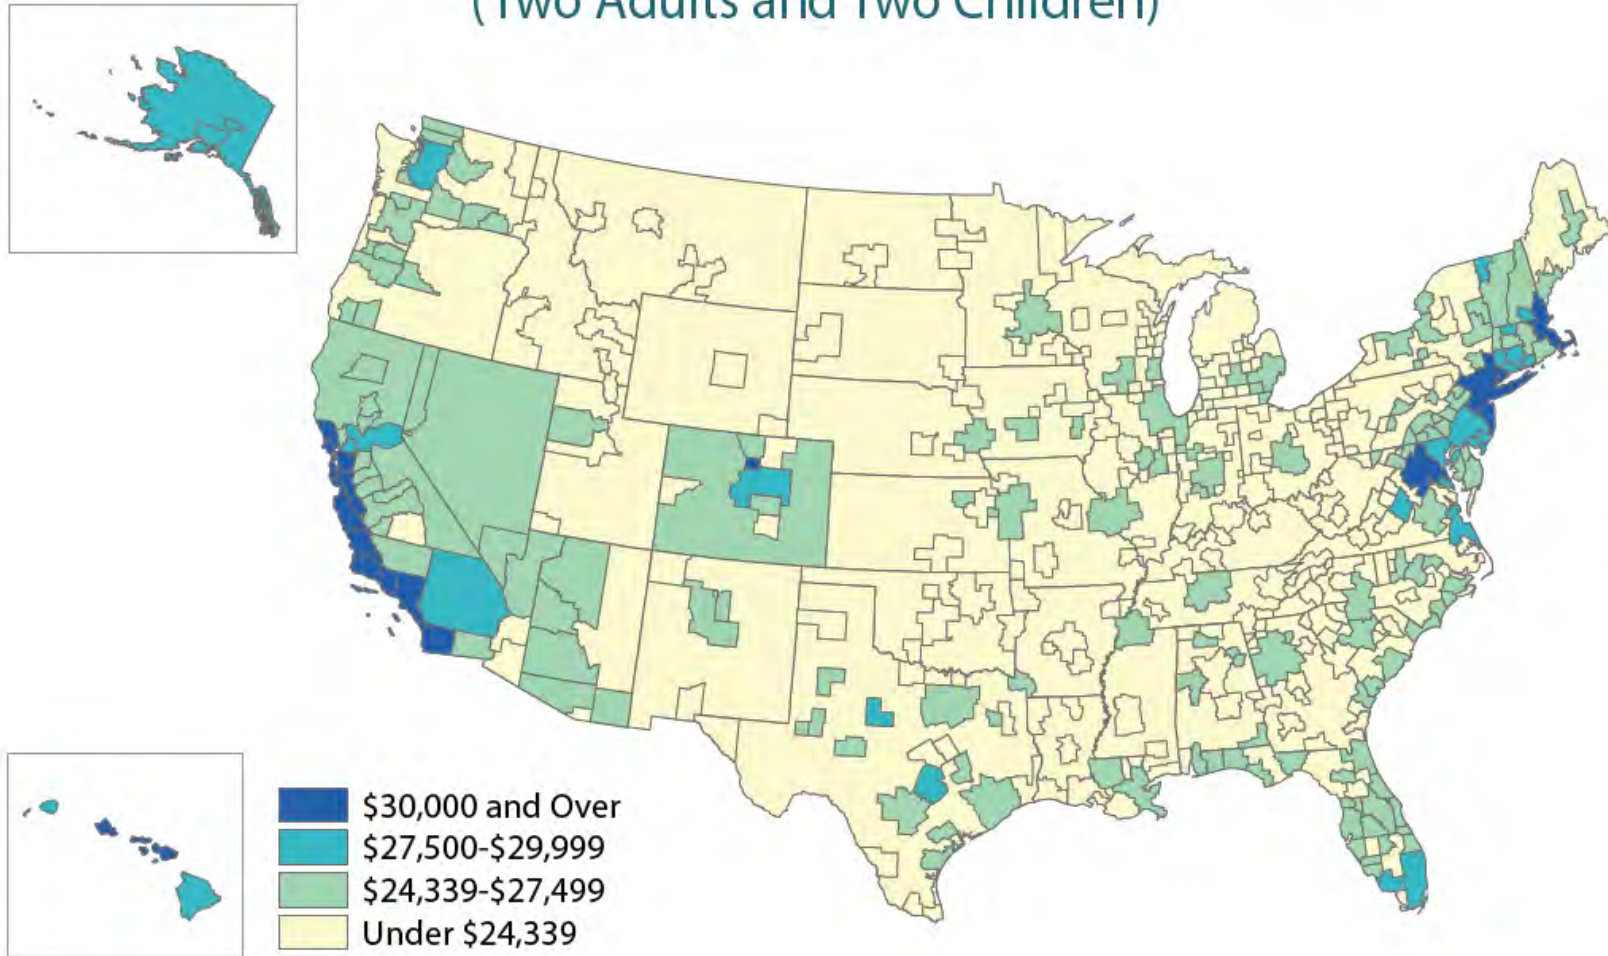 (Two Adults and Two Children)
$30,000 and Over
$27,500-$29,999
$24,339-$27,499
Under $24,339